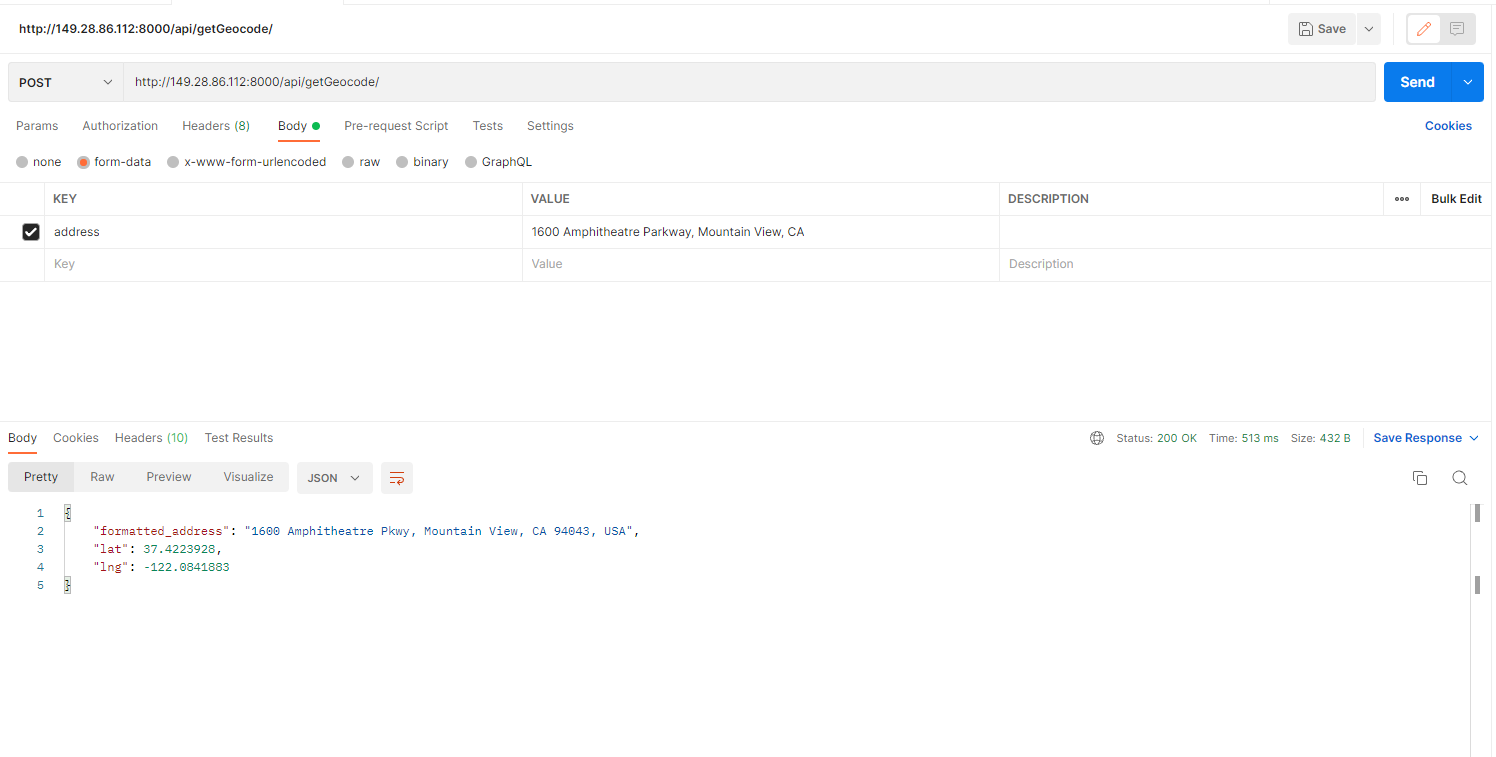 http://149.28.86.112:8000/api/getGeocode/
Save
POST
http://149.28.86.112:8000/api/getGeocode/
Send
Params Authorization Headers (8) Body Pre-request Script Tests Settings Cookies
none form-data x-www-form-urlencoded raw binary GraphQL
KEY VALUE DESCRIPTION Bulk Edit
address 1600 Amphitheatre Parkway, Mountain View, CA
Key Value Description
Body Cookies Headers (10) Test Results Status: 200 OK Time: 513 ms Size: 432 B Save Response
Pretty Raw Preview Visualize JSON
1 {
2 "formatted_address": "1600 Amphitheatre Pkwy, Mountain View, CA 94043, USA",
3 "lat": 37.4223928,
4 "lng": -122.0841883
5 }